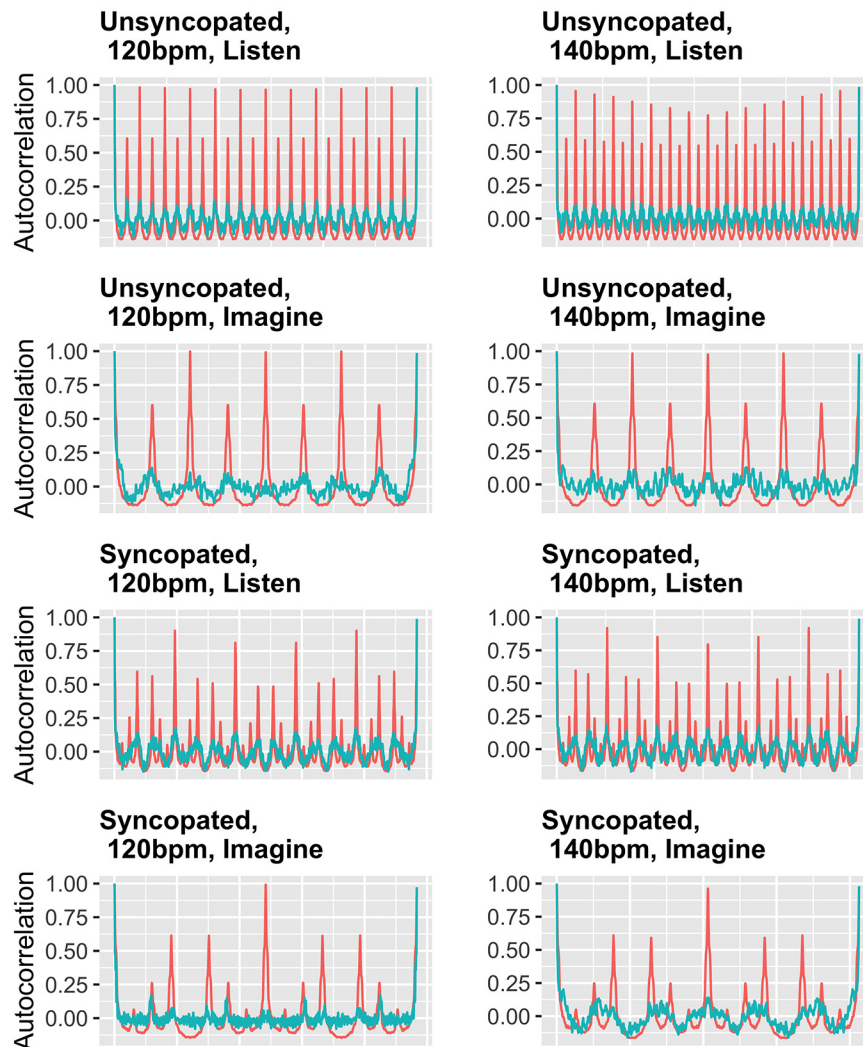 Unsyncopated,
120bpm, Listen
Unsyncopated,
140bpm, Listen
Autocorrelation
1.00
0.75
0.50
0.25
0.00
1.00
0.75
0.50
0.25
0.00
Unsyncopated,
120bpm, Imagine
Unsyncopated,
140bpm, Imagine
Autocorrelation
1.00
0.75
0.50
0.25
0.00
1.00
0.75
0.50
0.25
0.00
Syncopated,
120bpm, Listen
Syncopated,
140bpm, Listen
Autocorrelation
1.00
0.75
0.50
0.25
0.00
1.00
0.75
0.50
0.25
0.00
Syncopated,
120bpm, Imagine
Syncopated,
140bpm, Imagine
Autocorrelation
1.00
0.75
0.50
0.25
0.00
1.00
0.75
0.50
0.25
0.00